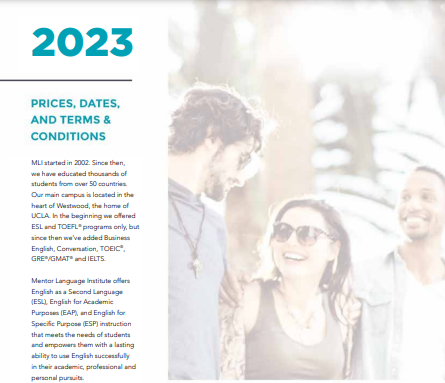 2023
PRICES, DATES,
AND TERMS &
CONDITIONS
MLI started in 2002. Since then,
we have educated thousands of
students from over 50 countries.
Our main campus is located in the
heart of Westwood, the home of
UCLA. In the beginning we offered
ESL and TOEFL® programs only, but
since then we've added Business
English, Conversation, TOEIC®,
GRE®/GMAT® and IELTS.
Mentor Language Institute offers
English as a Second Language
(ESL), English for Academic
Purposes (EAP), and English for
Specific Purpose (ESP) instruction
that meets the needs of students
and empowers them with a lasting
ability to use English successfully
in their academic, professional and
personal pursuits.